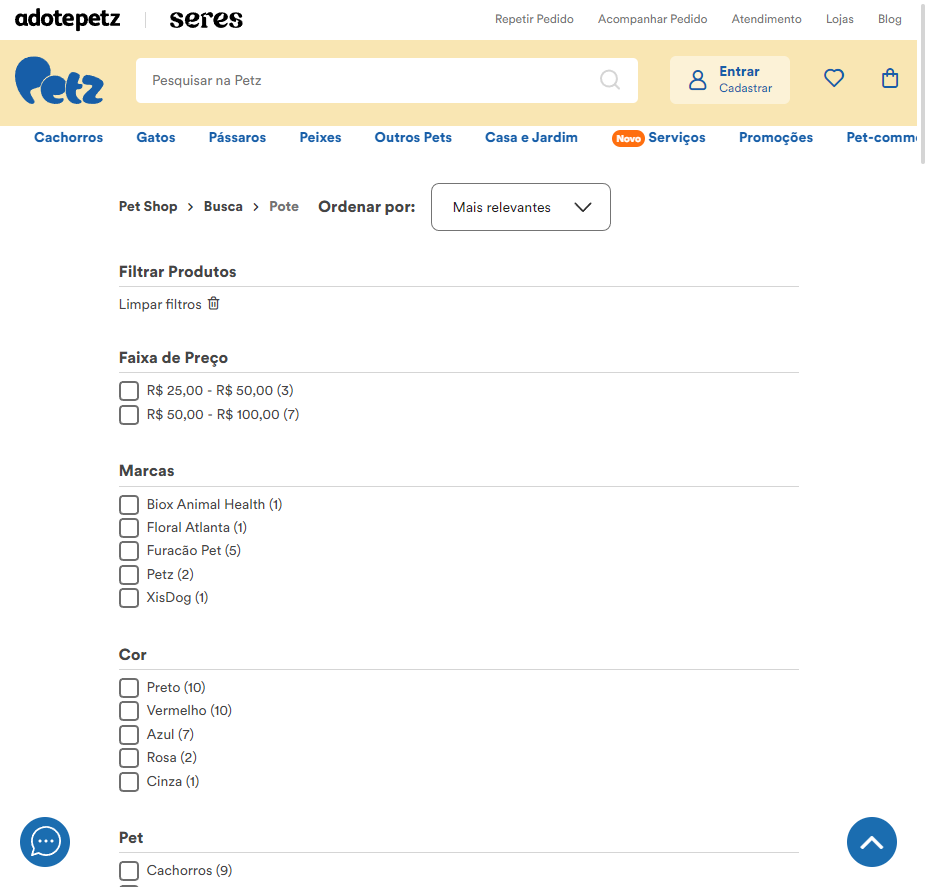 adotepetz seres Repetir Pedido Acompanhar Pedido Atendimento Lojas Blog
Petz Pesquisar na Petz Entrar
Cadastrar
Cachorros Gatos Pássaros Peixes Outros Pets Casa e Jardim Novo Serviços Promoções Pet-comm
Pet Shop > Busca > Pote Ordenar por: Mais relevantes
Filtrar Produtos
Limpar filtros
Faixa de Preço
R$ 25,00 - R$ 50,00 (3)
R$ 50,00 - R$ 100,00 (7)
Marcas
Biox Animal Health (1)
Floral Atlanta (1)
Furacão Pet (5)
Petz (2)
XisDog (1)
Cor
Preto (10)
Vermelho (10)
Azul (7)
Rosa (2)
Cinza (1)
Pet
Cachorros (9)